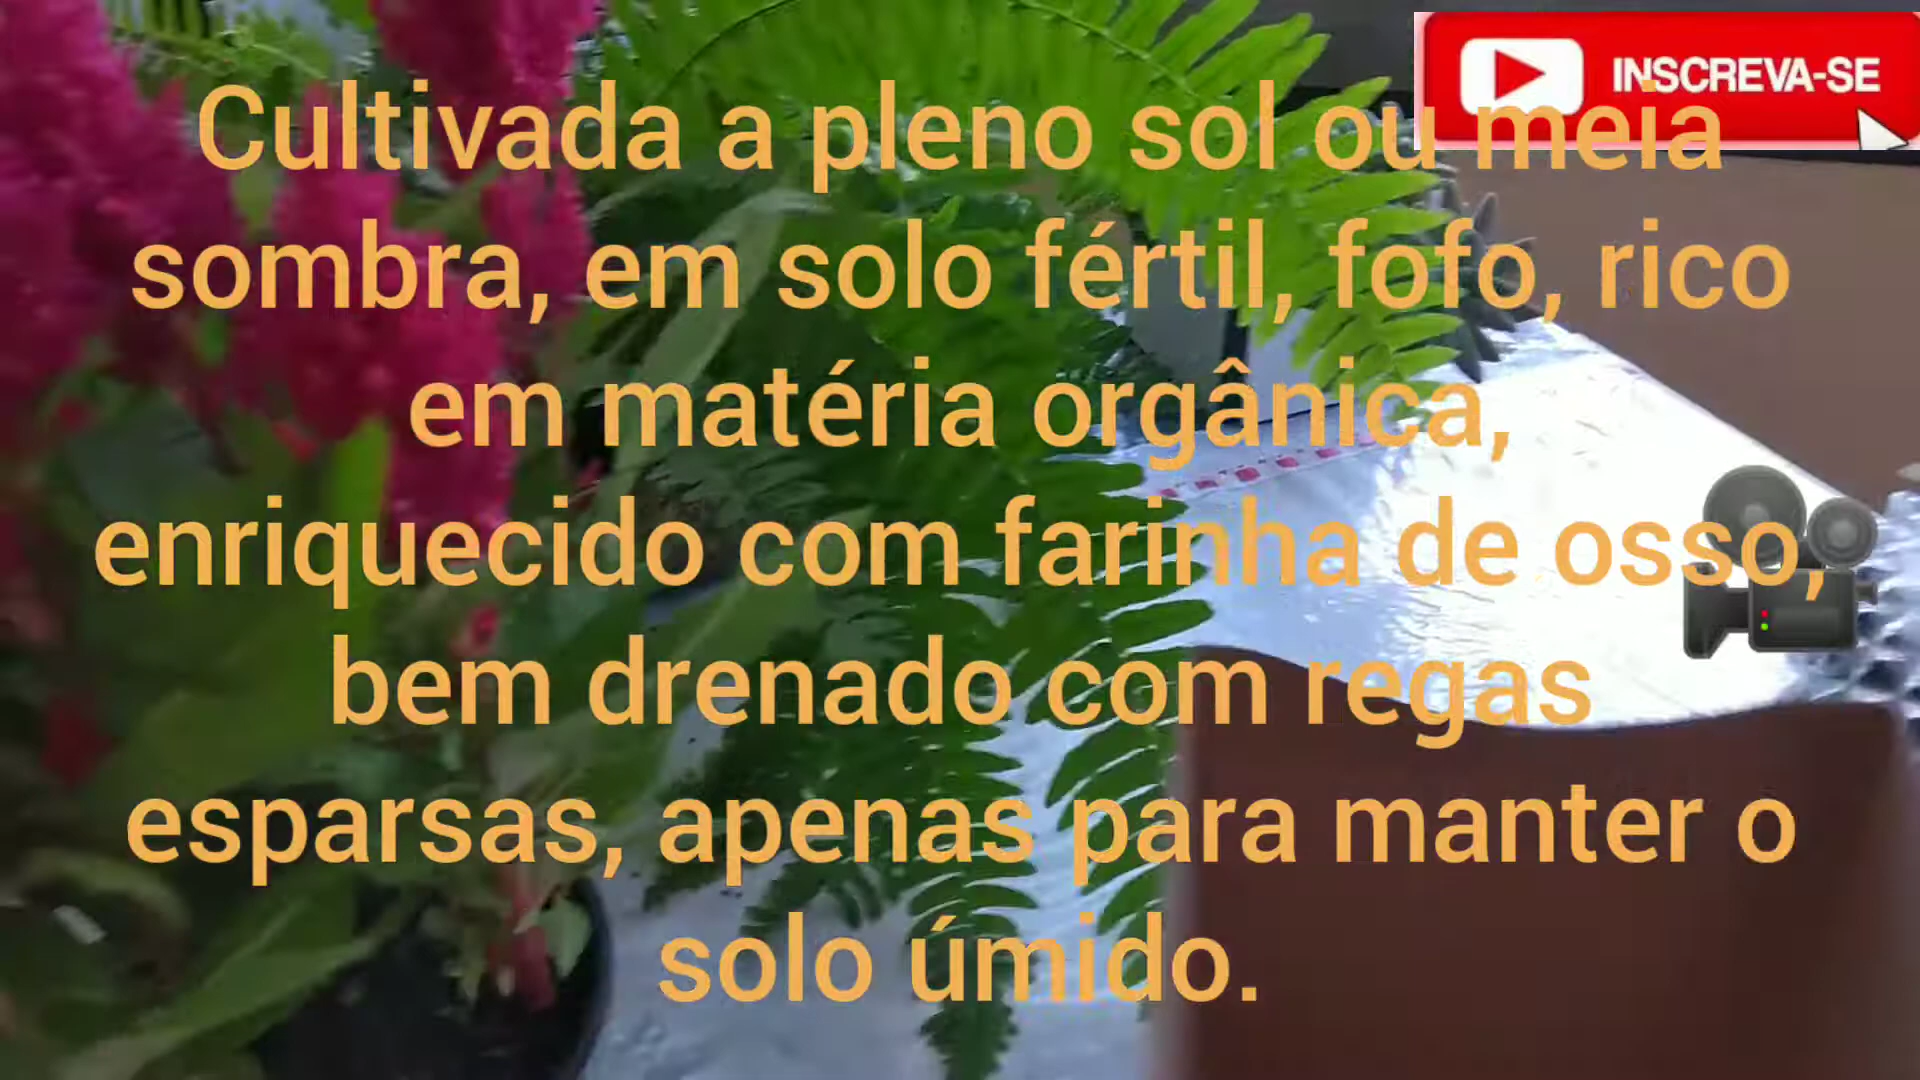 INSCREVA-SE
Cultivada a pleno sol ou meia
sombra, em solo fértil, fofo, rico
em matéria orgânica,
enriquecido com farinha de osso,
bem drenado com regas
esparsas, apenas para manter o
solo úmido.